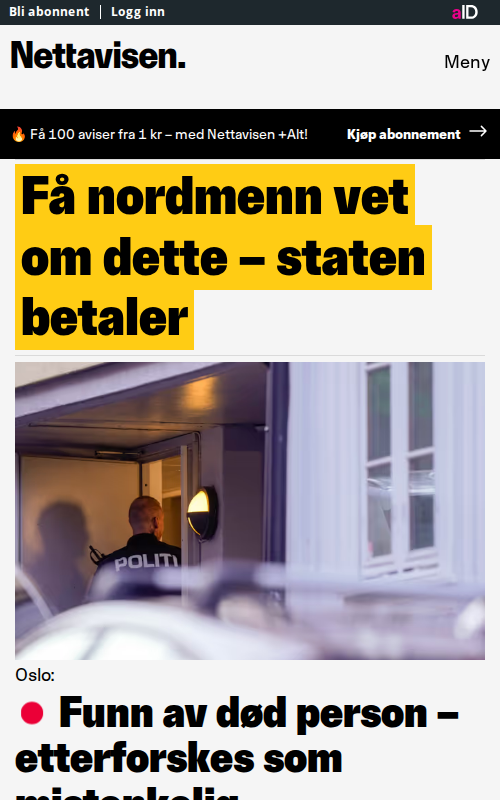 Bli abonnent | Logg inn
aID
Nettavisen.
Meny
🔥 Få 100 aviser fra 1 kr – med Nettavisen +Alt!
Kjøp abonnement →
Få nordmenn vet
om dette – staten
betaler
POLITI
Oslo:
Funn av død person –
etterforskes som
mistenkelig